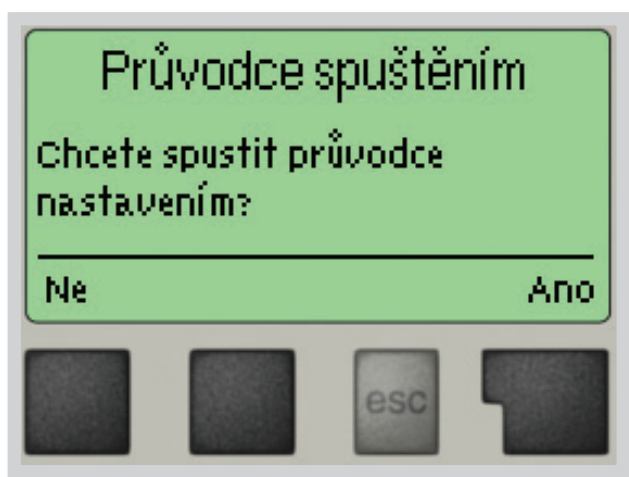 Průvodce spuštěním
Chcete spustit průvodce
nastavením?
Ne Ano
esc